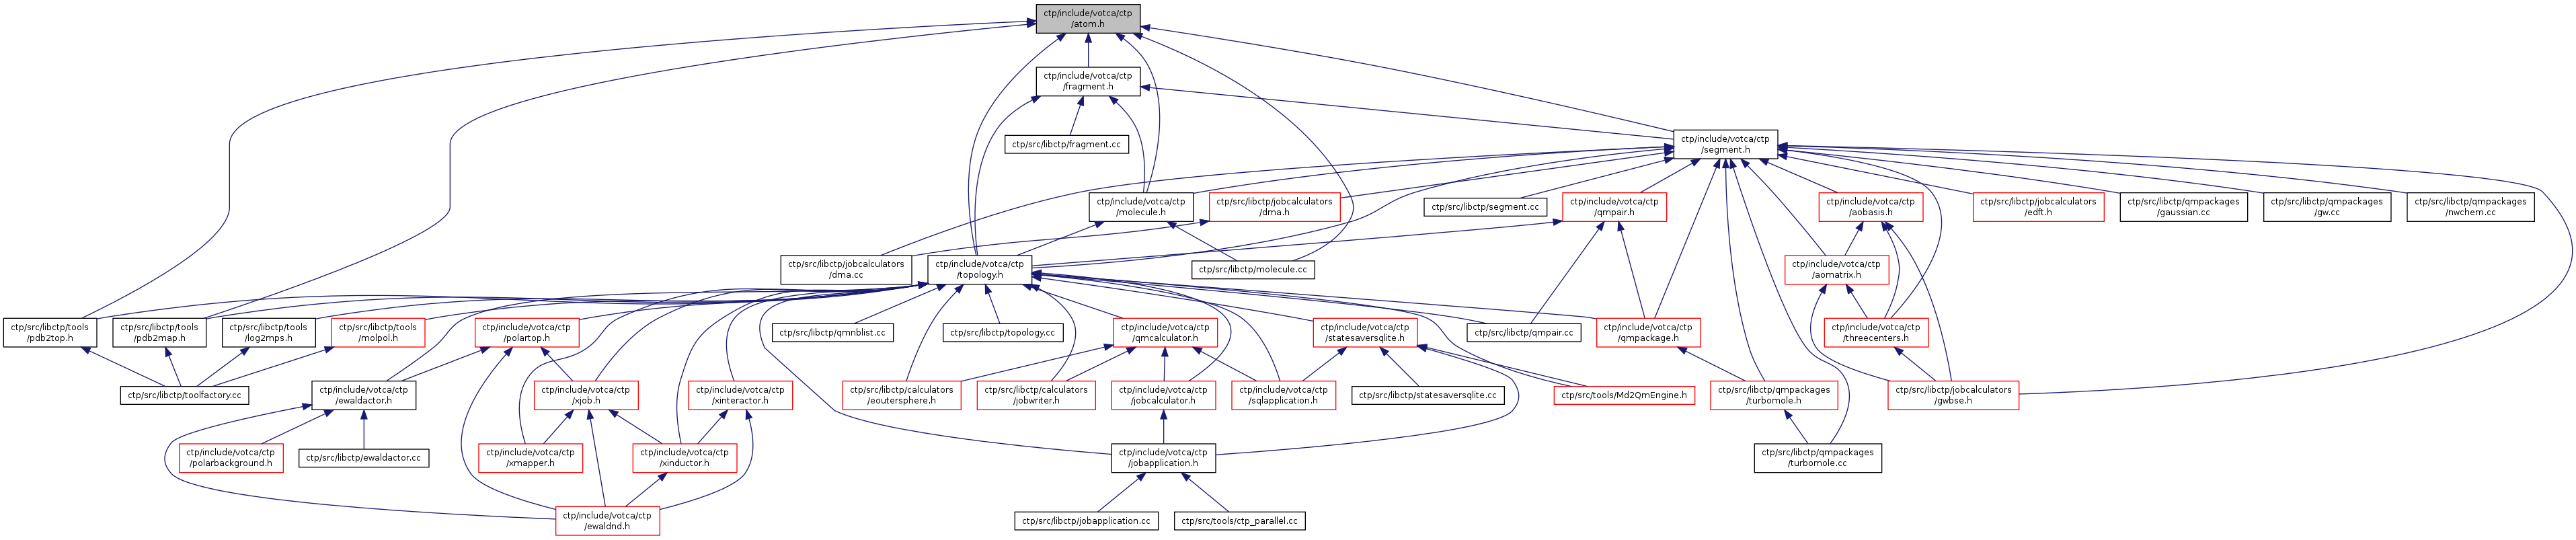 ctp/include/votca/ctp
/atom.h
ctp/include/votca/ctp
/fragment.h
ctp/src/libctp/fragment.cc
ctp/include/votca/ctp
/segment.h
ctp/include/votca/ctp
/molecule.h
ctp/src/libctp/jobcalculators
/dma.h
ctp/src/libctp/segment.cc
ctp/include/votca/ctp
/qmpair.h
ctp/include/votca/ctp
/aobasis.h
ctp/src/libctp/jobcalculators
/edft.h
ctp/src/libctp/qmpackages
/gaussian.cc
ctp/src/libctp/qmpackages
/gw.cc
ctp/src/libctp/qmpackages
/nwchem.cc
ctp/src/libctp/jobcalculators
/dma.cc
ctp/include/votca/ctp
/topology.h
ctp/src/libctp/molecule.cc
ctp/include/votca/ctp
/aomatrix.h
ctp/src/libctp/tools
/pdb2top.h
ctp/src/libctp/tools
/pdb2map.h
ctp/src/libctp/tools
/log2mps.h
ctp/src/libctp/tools
/molpol.h
ctp/include/votca/ctp
/polartop.h
ctp/src/libctp/qmnblist.cc
ctp/src/libctp/topology.cc
ctp/include/votca/ctp
/qmcalculator.h
ctp/include/votca/ctp
/statesaversqlite.h
ctp/src/libctp/qmpair.cc
ctp/include/votca/ctp
/qmpackage.h
ctp/include/votca/ctp
/threecenters.h
ctp/src/libctp/toolfactory.cc
ctp/include/votca/ctp
/ewaldactor.h
ctp/include/votca/ctp
/xjob.h
ctp/include/votca/ctp
/xinteractor.h
ctp/src/libctp/calculators
/eoutersphere.h
ctp/src/libctp/calculators
/jobwriter.h
ctp/include/votca/ctp
/jobcalculator.h
ctp/include/votca/ctp
/sqlapplication.h
ctp/src/libctp/statesaversqlite.cc
ctp/src/tools/Md2QmEngine.h
ctp/src/libctp/qmpackages
/turbomole.h
ctp/src/libctp/jobcalculators
/gwbse.h
ctp/include/votca/ctp
/polarbackground.h
ctp/src/libctp/ewaldactor.cc
ctp/include/votca/ctp
/xmapper.h
ctp/include/votca/ctp
/xinductor.h
ctp/include/votca/ctp
/jobapplication.h
ctp/src/libctp/qmpackages
/turbomole.cc
ctp/include/votca/ctp
/ewaldnd.h
ctp/src/libctp/jobapplication.cc
ctp/src/tools/ctp_parallel.cc